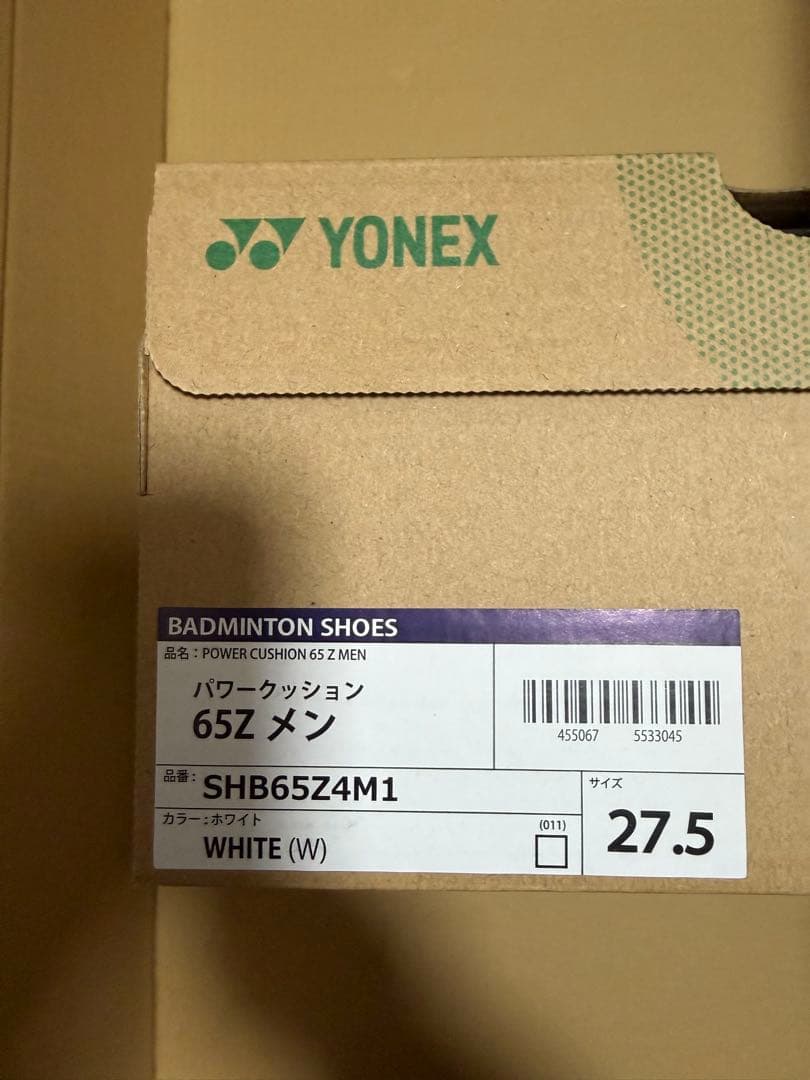 YONEX
BADMINTON SHOES
品名：POWER CUSHION 65 Z MEN
パワークッション
65Z メン
455067 5533045
品番：SHB65Z4M1
カラー：ホワイト
WHITE (W)
(011)
サイズ
27.5